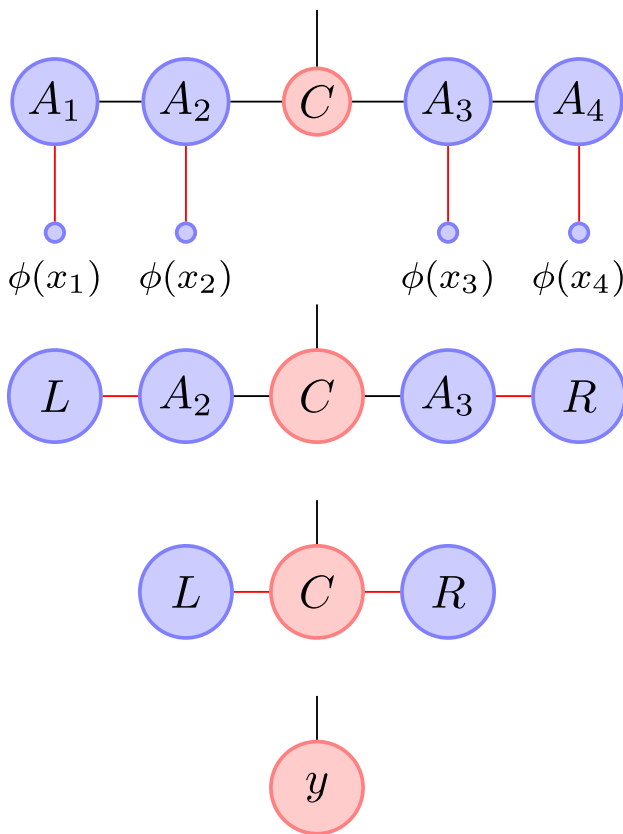 A₁ A₂ C A₃ A₄
ϕ(x₁) ϕ(x₂) ϕ(x₃) ϕ(x₄)
L A₂ C A₃ R
L C R
y